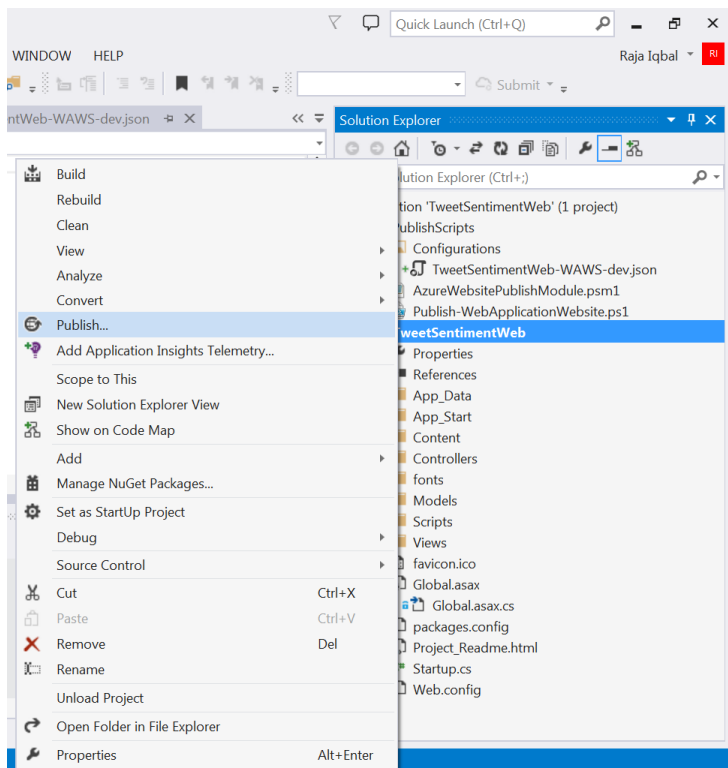 Quick Launch (Ctrl+Q)
WINDOW HELP
Raja Iqbal RI
Submit
ntWeb-WAWS-dev.json
Solution Explorer
lution Explorer (Ctrl+;)
Build
Rebuild
Clean
View
Analyze
Convert
Publish...
Add Application Insights Telemetry...
Scope to This
New Solution Explorer View
Show on Code Map
Add
Manage NuGet Packages...
Set as StartUp Project
Debug
Source Control
Cut Ctrl+X
Paste Ctrl+V
Remove Del
Rename
Unload Project
Open Folder in File Explorer
Properties Alt+Enter
tion 'TweetSentimentWeb' (1 project)
ublishScripts
Configurations
TweetSentimentWeb-WAWS-dev.json
AzureWebsitePublishModule.psm1
Publish-WebApplicationWebsite.ps1
weetSentimentWeb
Properties
References
App_Data
App_Start
Content
Controllers
fonts
Models
Scripts
Views
favicon.ico
Global.asax
Global.asax.cs
packages.config
Project_Readme.html
Startup.cs
Web.config